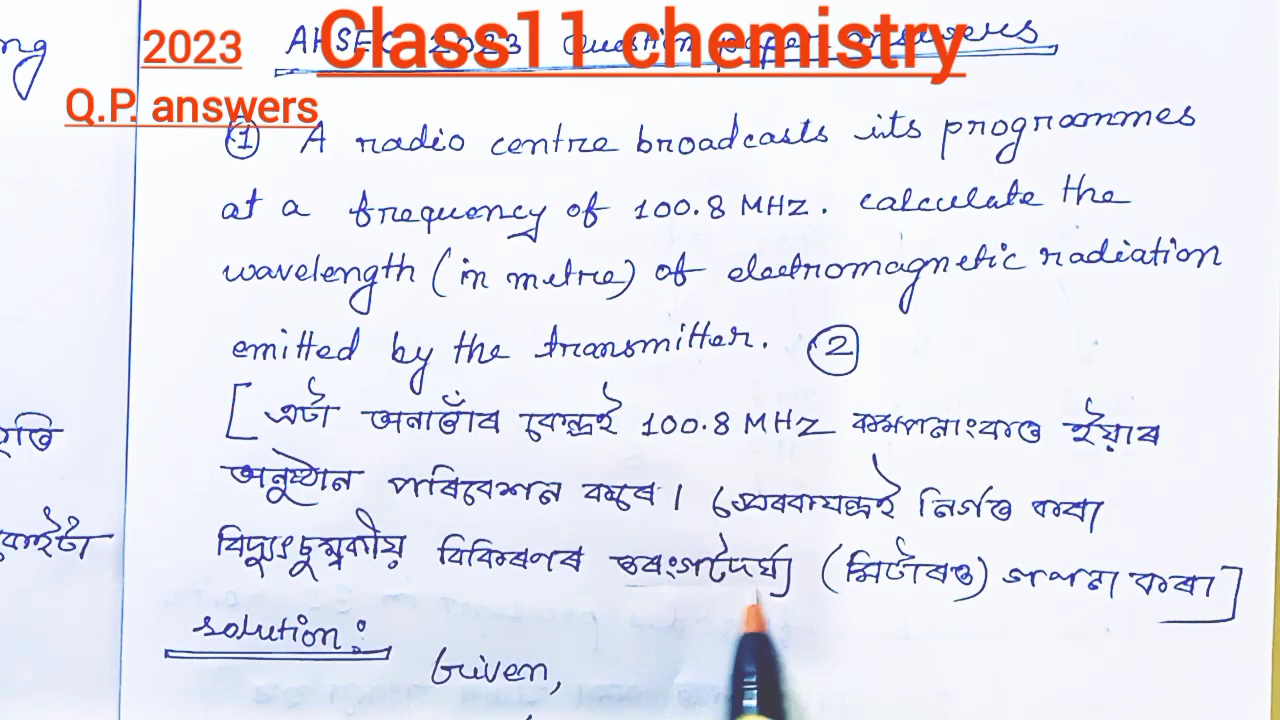 2023 Class11 chemistry
AHSEC 2023 Question paper answers
Q.P. answers
① A radio centre broadcasts its programmes
at a frequency of 100.8 MHz. calculate the
wavelength (in metre) of electromagnetic radiation
emitted by the transmitter. ②
[এটা অনাতাঁৰ কেন্দ্ৰই 100.8 MHz কম্পনাংকত ইয়াৰ
অনুষ্ঠান পৰিবেশন কৰে। প্ৰেৰকযন্ত্ৰই নিৰ্গত কৰা
বিদ্যুৎচুম্বকীয় বিকিৰণৰ তৰংগদৈৰ্ঘ্য (মিটাৰত) গণনা কৰা]
solution:
Given,